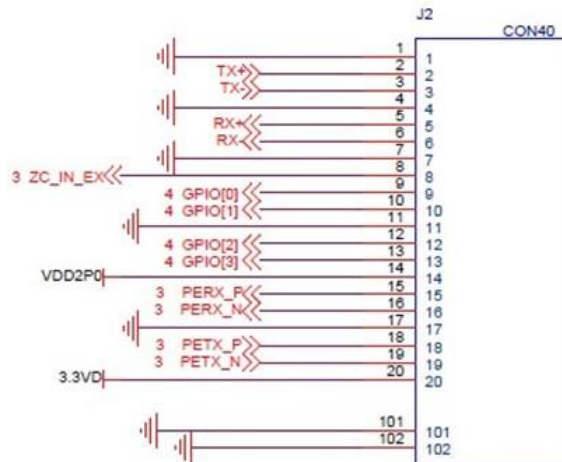 J2
CON40
1 1
TX+ 2 2
TX- 3 3
4 4
RX+ 5 5
RX- 6 6
7 7
3 ZC_IN_EX 8 8
4 GPIO[0] 9 9
4 GPIO[1] 10 10
11 11
4 GPIO[2] 12 12
4 GPIO[3] 13 13
VDD2P0 14 14
3 PERX_P 15 15
3 PERX_N 16 16
17 17
3 PETX_P 18 18
3 PETX_N 19 19
3.3VD 20 20
101 101
102 102